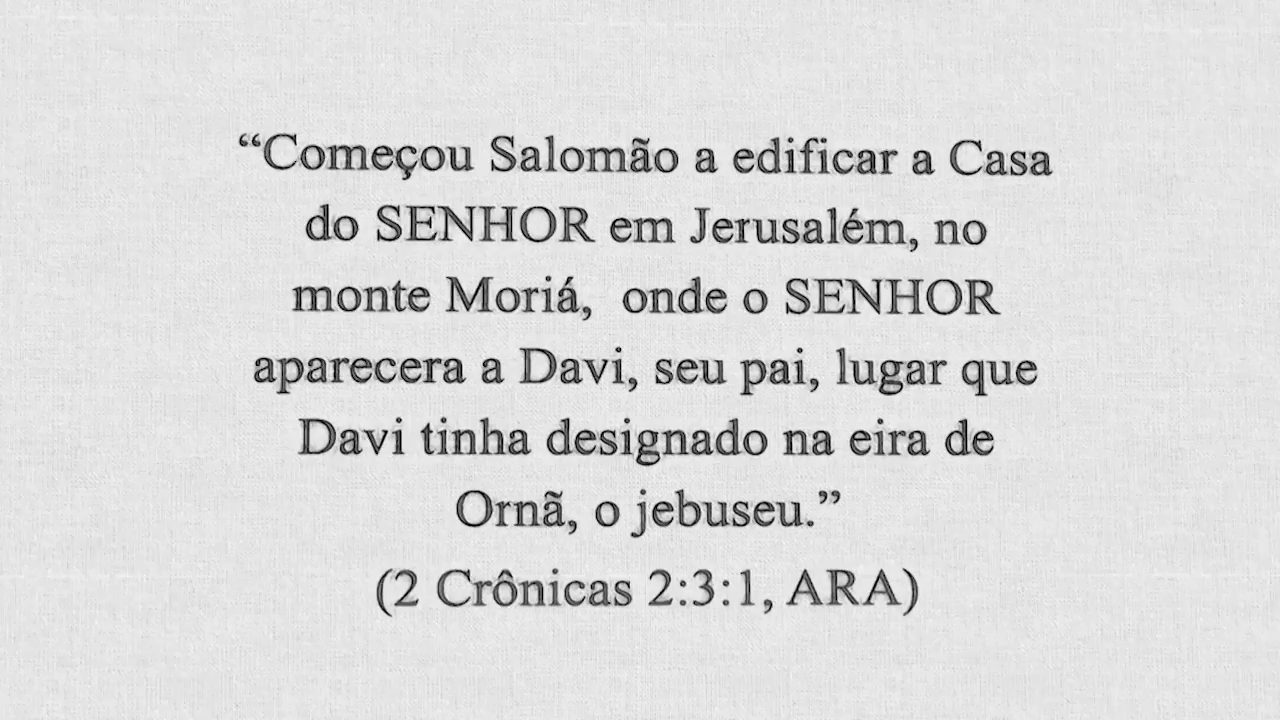 “Começou Salomão a edificar a Casa
do SENHOR em Jerusalém, no
monte Moriá,  onde o SENHOR
aparecera a Davi, seu pai, lugar que
Davi tinha designado na eira de
Ornã, o jebuseu.”
(2 Crônicas 2:3:1, ARA)